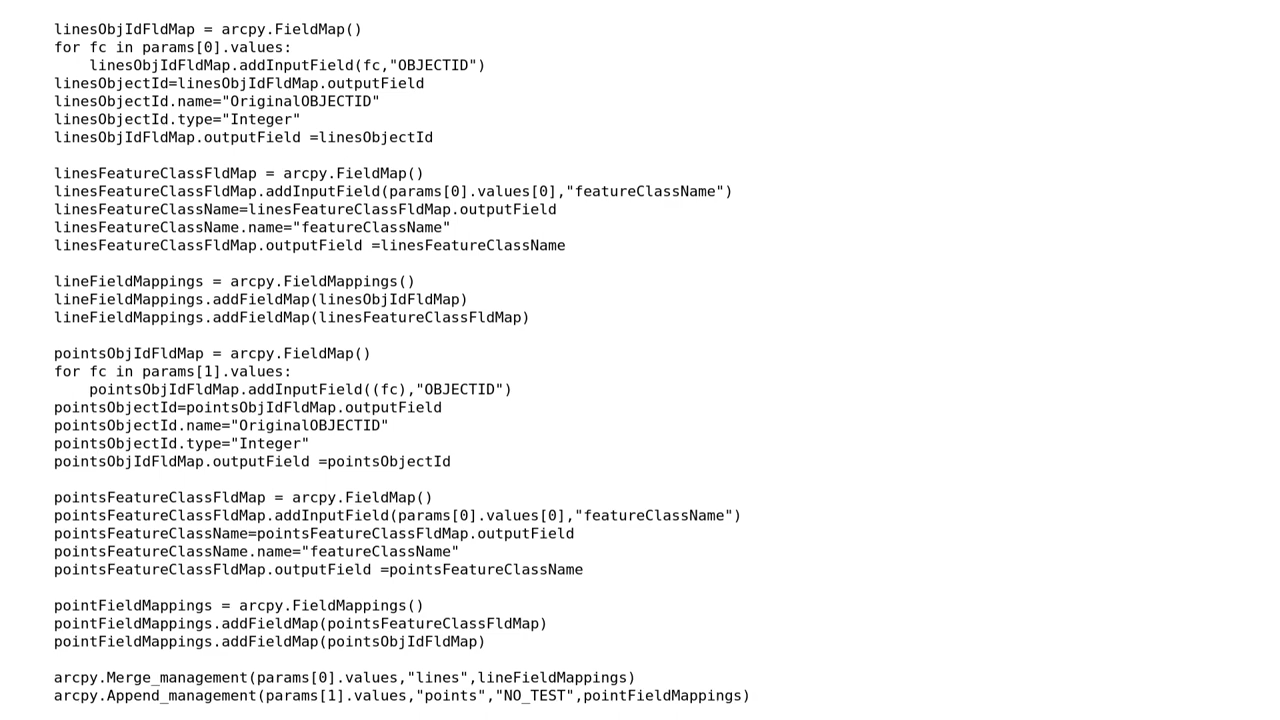 linesObjIdFldMap = arcpy.FieldMap()
for fc in params[0].values:
    linesObjIdFldMap.addInputField(fc,"OBJECTID")
linesObjectId=linesObjIdFldMap.outputField
linesObjectId.name="OriginalOBJECTID"
linesObjectId.type="Integer"
linesObjIdFldMap.outputField =linesObjectId

linesFeatureClassFldMap = arcpy.FieldMap()
linesFeatureClassFldMap.addInputField(params[0].values[0],"featureClassName")
linesFeatureClassName=linesFeatureClassFldMap.outputField
linesFeatureClassName.name="featureClassName"
linesFeatureClassFldMap.outputField =linesFeatureClassName

lineFieldMappings = arcpy.FieldMappings()
lineFieldMappings.addFieldMap(linesObjIdFldMap)
lineFieldMappings.addFieldMap(linesFeatureClassFldMap)

pointsObjIdFldMap = arcpy.FieldMap()
for fc in params[1].values:
    pointsObjIdFldMap.addInputField((fc),"OBJECTID")
pointsObjectId=pointsObjIdFldMap.outputField
pointsObjectId.name="OriginalOBJECTID"
pointsObjectId.type="Integer"
pointsObjIdFldMap.outputField =pointsObjectId

pointsFeatureClassFldMap = arcpy.FieldMap()
pointsFeatureClassFldMap.addInputField(params[0].values[0],"featureClassName")
pointsFeatureClassName=pointsFeatureClassFldMap.outputField
pointsFeatureClassName.name="featureClassName"
pointsFeatureClassFldMap.outputField =pointsFeatureClassName

pointFieldMappings = arcpy.FieldMappings()
pointFieldMappings.addFieldMap(pointsFeatureClassFldMap)
pointFieldMappings.addFieldMap(pointsObjIdFldMap)

arcpy.Merge_management(params[0].values,"lines",lineFieldMappings)
arcpy.Append_management(params[1].values,"points","NO_TEST",pointFieldMappings)